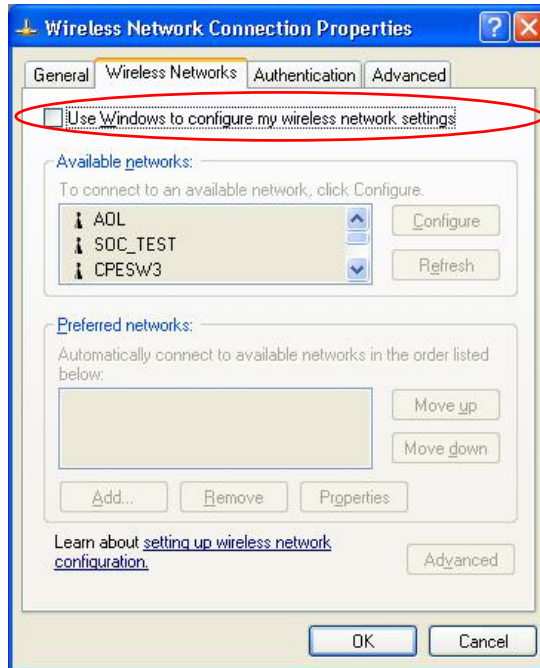 Wireless Network Connection Properties
General Wireless Networks Authentication Advanced
Use Windows to configure my wireless network settings
Available networks:
To connect to an available network, click Configure.
AOL
Configure
SOC_TEST
CPESW3
Refresh
Preferred networks:
Automatically connect to available networks in the order listed
below:
Move up
Move down
Add... Remove Properties
Learn about setting up wireless network
configuration.
Advanced
OK Cancel